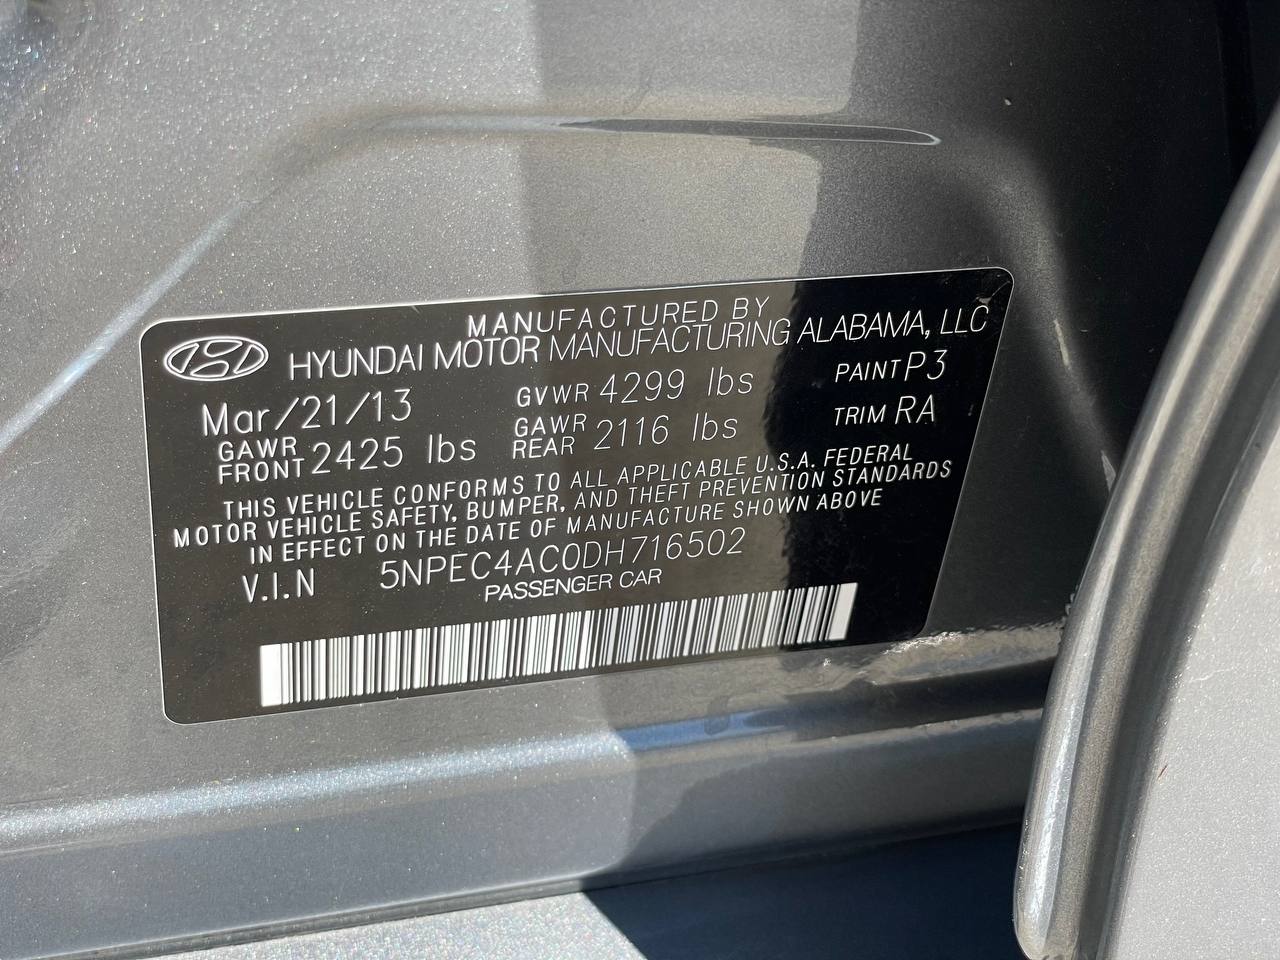 MANUFACTURED BY
HYUNDAI MOTOR MANUFACTURING ALABAMA, LLC
Mar/21/13 GVWR 4299 lbs PAINT P3
GAWR FRONT 2425 lbs GAWR REAR 2116 lbs TRIM RA
THIS VEHICLE CONFORMS TO ALL APPLICABLE U.S.A. FEDERAL
MOTOR VEHICLE SAFETY, BUMPER, AND THEFT PREVENTION STANDARDS
IN EFFECT ON THE DATE OF MANUFACTURE SHOWN ABOVE
V.I.N 5NPEC4AC0DH716502
PASSENGER CAR